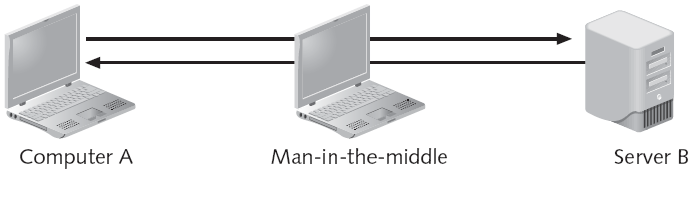 Computer A
Man-in-the-middle
Server B